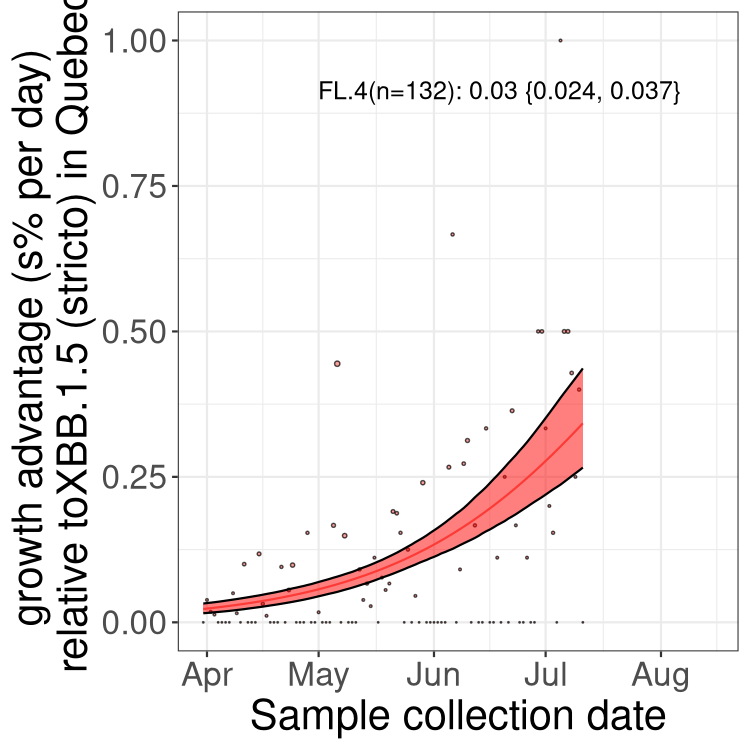 growth advantage (s% per day)
relative toXBB.1.5 (stricto) in Quebec
1.00
0.75
0.50
0.25
0.00
FL.4(n=132): 0.03 {0.024, 0.037}
Apr May Jun Jul Aug
Sample collection date